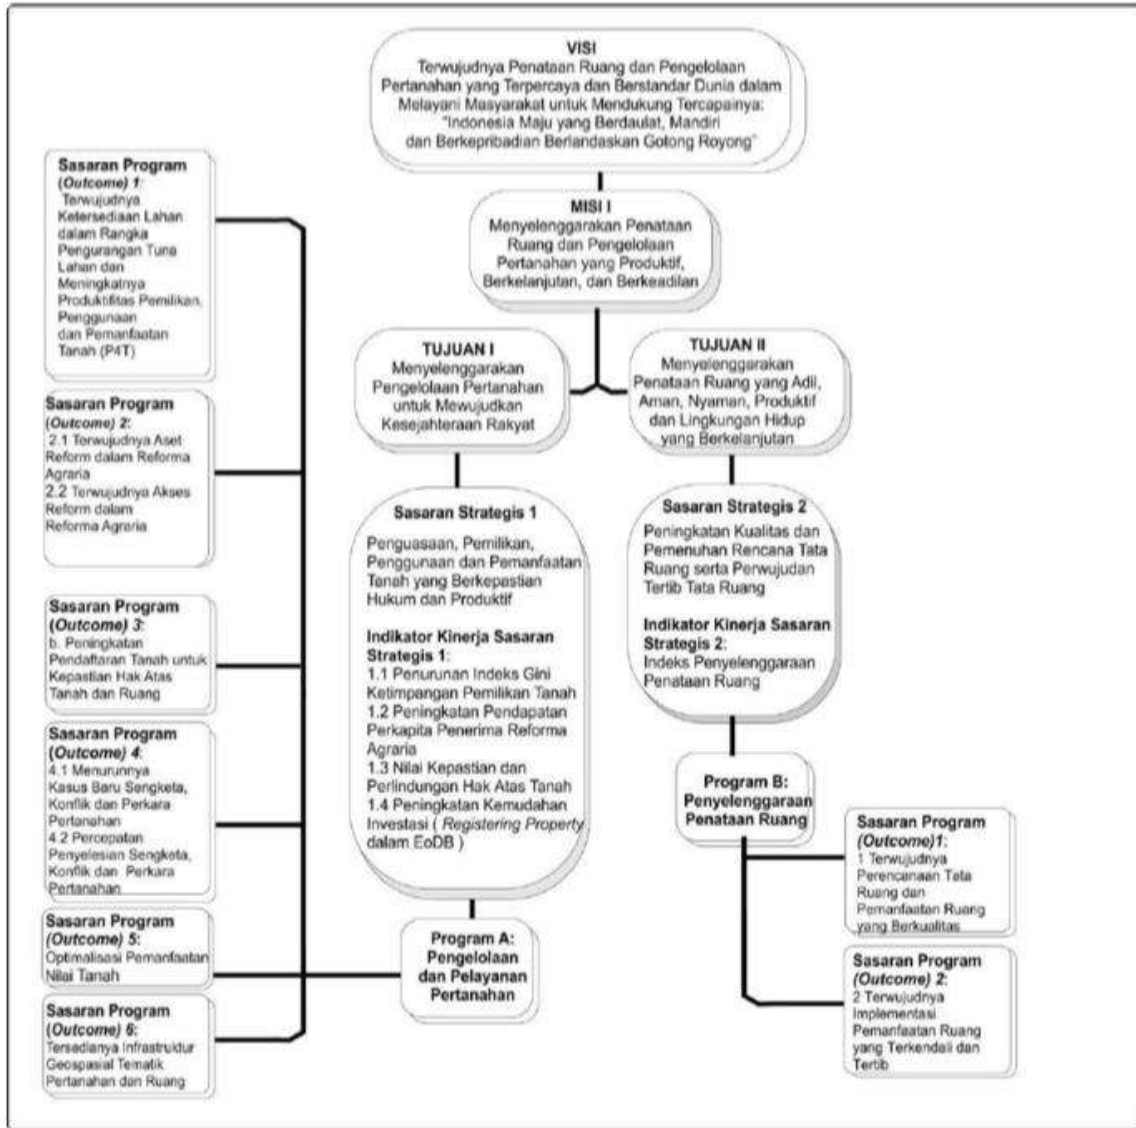 VISI
Terwujudnya Penataan Ruang dan Pengelolaan
Pertanahan yang Terpercaya dan Berstandar Dunia dalam
Melayani Masyarakat untuk Mendukung Tercapainya:
"Indonesia Maju yang Berdaulat, Mandiri
dan Berkepribadian Berlandaskan Gotong Royong"
MISI I
Menyelenggarakan Penataan
Ruang dan Pengelolaan
Pertanahan yang Produktif,
Berkelanjutan, dan Berkeadilan
TUJUAN I
Menyelenggarakan
Pengelolaan Pertanahan
untuk Mewujudkan
Kesejahteraan Rakyat
TUJUAN II
Menyelenggarakan
Penataan Ruang yang Adil,
Aman, Nyaman, Produktif
dan Lingkungan Hidup
yang Berkelanjutan
Sasaran Strategis 1
Penguasaan, Pemilikan,
Penggunaan dan Pemanfaatan
Tanah yang Berkepastian
Hukum dan Produktif
Indikator Kinerja Sasaran
Strategis 1:
1.1 Penurunan Indeks Gini
Ketimpangan Pemilikan Tanah
1.2 Peningkatan Pendapatan
Perkapita Penerima Reforma
Agraria
1.3 Nilai Kepastian dan
Perlindungan Hak Atas Tanah
1.4 Peningkatan Kemudahan
Investasi ( Registering Property
dalam EoDB )
Sasaran Strategis 2
Peningkatan Kualitas dan
Pemenuhan Rencana Tata
Ruang serta Perwujudan
Tertib Tata Ruang
Indikator Kinerja Sasaran
Strategis 2:
Indeks Penyelenggaraan
Penataan Ruang
Program A:
Pengelolaan
dan Pelayanan
Pertanahan
Program B:
Penyelenggaraan
Penataan Ruang
Sasaran Program
(Outcome) 1:
Terwujudnya
Ketersediaan Lahan
dalam Rangka
Pengurangan Tuna
Lahan dan
Meningkatnya
Produktifitas Pemilikan,
Penggunaan
dan Pemanfaatan
Tanah (P4T)
Sasaran Program
(Outcome) 2:
2.1 Terwujudnya Aset
Reform dalam Reforma
Agraria
2.2 Terwujudnya Akses
Reform dalam
Reforma Agraria
Sasaran Program
(Outcome) 3:
b. Peningkatan
Pendaftaran Tanah untuk
Kepastian Hak Atas
Tanah dan Ruang
Sasaran Program
(Outcome) 4:
4.1 Menurunnya
Kasus Baru Sengketa,
Konflik dan Perkara
Pertanahan
4.2 Percepatan
Penyelesian Sengketa,
Konflik dan Perkara
Pertanahan
Sasaran Program
(Outcome) 5:
Optimalisasi Pemanfaatan
Nilai Tanah
Sasaran Program
(Outcome) 6:
Tersedianya Infrastruktur
Geospasial Tematik
Pertanahan dan Ruang
Sasaran Program
(Outcome)1:
1 Terwujudnya
Perencanaan Tata
Ruang dan
Pemanfaatan Ruang
yang Berkualitas
Sasaran Program
(Outcome) 2:
2 Terwujudnya
Implementasi
Pemanfaatan Ruang
yang Terkendali dan
Tertib